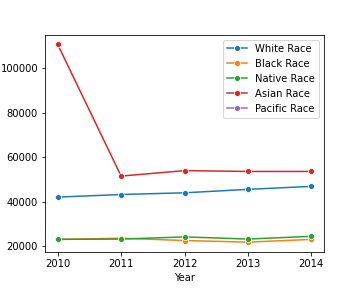 White Race
Black Race
Native Race
Asian Race
Pacific Race
100000
80000
60000
40000
20000
2010 2011 2012 2013 2014
Year